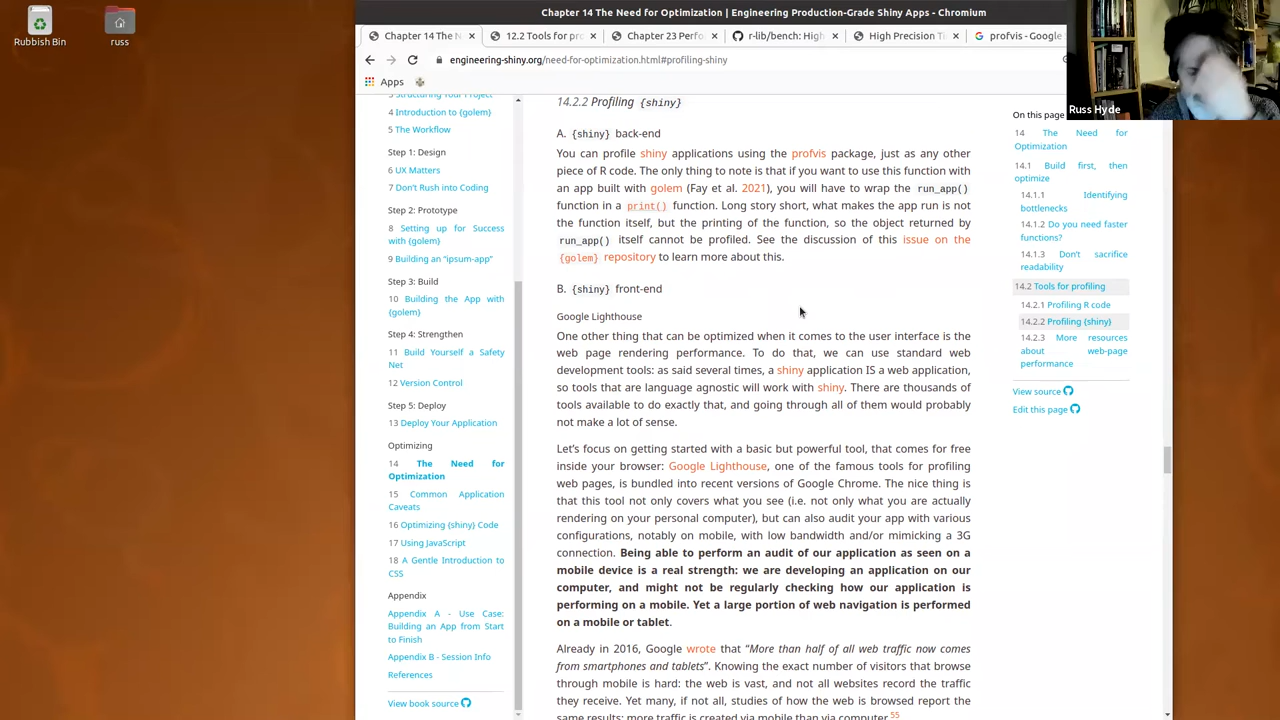 Rubbish Bin
russ
Chapter 14 The Need for Optimization | Engineering Production-Grade Shiny Apps - Chromium
Chapter 14 The N
12.2 Tools for pro
Chapter 23 Perfo
r-lib/bench: High
High Precision Ti
profvis - Google S
engineering-shiny.org/need-for-optimization.html#profiling-shiny
Apps
Russ Hyde
3 Structuring Your Project
4 Introduction to {golem}
5 The Workflow
Step 1: Design
6 UX Matters
7 Don't Rush into Coding
Step 2: Prototype
8 Setting up for Success
with {golem}
9 Building an "ipsum-app"
Step 3: Build
10 Building the App with
{golem}
Step 4: Strengthen
11 Build Yourself a Safety
Net
12 Version Control
Step 5: Deploy
13 Deploy Your Application
Optimizing
14 The Need for
Optimization
15 Common Application
Caveats
16 Optimizing {shiny} Code
17 Using JavaScript
18 A Gentle Introduction to
CSS
Appendix
Appendix A - Use Case:
Building an App from Start
to Finish
Appendix B - Session Info
References
View book source
14.2.2 Profiling {shiny}
A. {shiny} back-end
You can profile shiny applications using the profvis package, just as any other
piece of R code. The only thing to note is that if you want to use this function with
an app built with golem (Fay et al. 2021), you will have to wrap the run_app()
function in a print() function. Long story short, what makes the app run is not
the function itself, but the printing of the function, so the object returned by
run_app() itself cannot be profiled. See the discussion of this issue on the
{golem} repository to learn more about this.
B. {shiny} front-end
Google Lighthouse
One other thing that can be optimized when it comes to the user interface is the
web page rendering performance. To do that, we can use standard web
development tools: as said several times, a shiny application IS a web application,
so tools that are language agnostic will work with shiny. There are thousands of
tools available to do exactly that, and going through all of them would probably
not make a lot of sense.
Let's focus on getting started with a basic but powerful tool, that comes for free
inside your browser: Google Lighthouse, one of the famous tools for profiling
web pages, is bundled into recent versions of Google Chrome. The nice thing is
that this tool not only covers what you see (i.e. not only what you are actually
rendering on your personal computer), but can also audit your app with various
configurations, notably on mobile, with low bandwidth and/or mimicking a 3G
connection. Being able to perform an audit of our application as seen on a
mobile device is a real strength: we are developing an application on our
computer, and might not be regularly checking how our application is
performing on a mobile. Yet a large portion of web navigation is performed
on a mobile or tablet.
Already in 2016, Google wrote that "More than half of all web traffic now comes
from smartphones and tablets". Knowing the exact number of visitors that browse
through mobile is hard: the web is vast, and not all websites record the traffic
they receive. Yet many, if not all, studies of how the web is browsed report the
same results: more traffic is created via mobile than via computer.55
On this page
14 The Need for
Optimization
14.1 Build first, then
optimize
14.1.1 Identifying
bottlenecks
14.1.2 Do you need faster
functions?
14.1.3 Don't sacrifice
readability
14.2 Tools for profiling
14.2.1 Profiling R code
14.2.2 Profiling {shiny}
14.2.3 More resources
about web-page
performance
View source
Edit this page